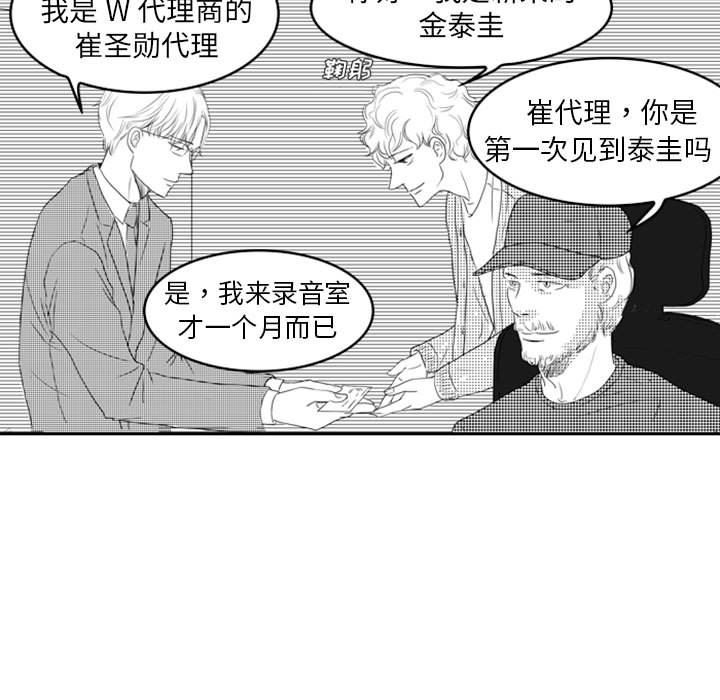 我是 W 代理商的
崔圣勋代理
金泰圭
鞠躬
崔代理，你是
第一次见到泰圭吗
是，我来录音室
才一个月而已